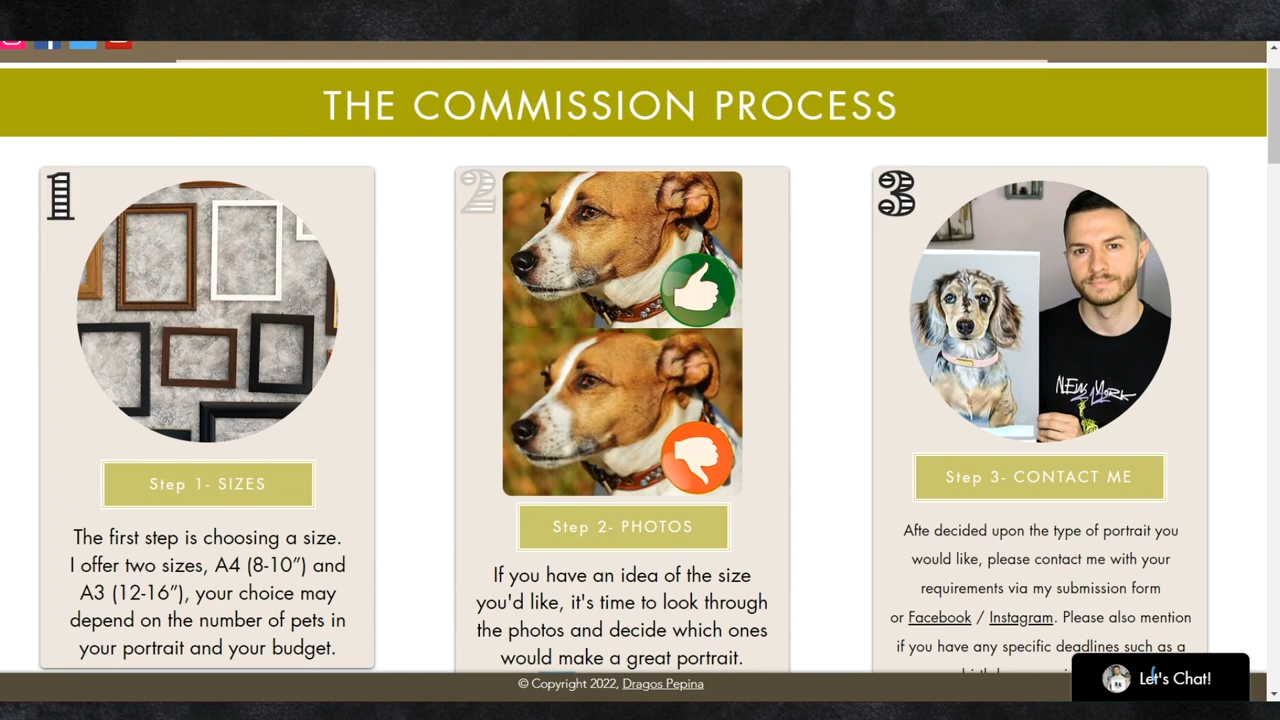 THE COMMISSION PROCESS
1
Step 1- SIZES
The first step is choosing a size.
I offer two sizes, A4 (8-10”) and
A3 (12-16”), your choice may
depend on the number of pets in
your portrait and your budget.
2
Step 2- PHOTOS
If you have an idea of the size
you'd like, it's time to look through
the photos and decide which ones
would make a great portrait.
3
NEW YORK
Step 3- CONTACT ME
Afte decided upon the type of portrait you
would like, please contact me with your
requirements via my submission form
or Facebook / Instagram. Please also mention
if you have any specific deadlines such as a
© Copyright 2022, Dragos Pepina
Let's Chat!